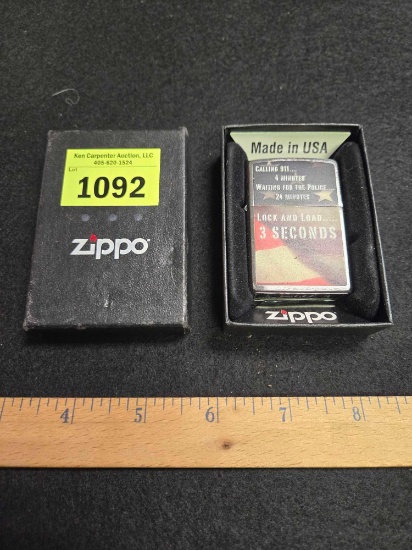 Ken Carpenter Auction, LLC
405-620-1524
Lot
1092
Zippo
Made in USA
CALLING 911...
4 MINUTES
WAITING FOR THE POLICE
24 MINUTES
LOCK AND LOAD...
3 SECONDS
Zippo
4 5 6 7 8